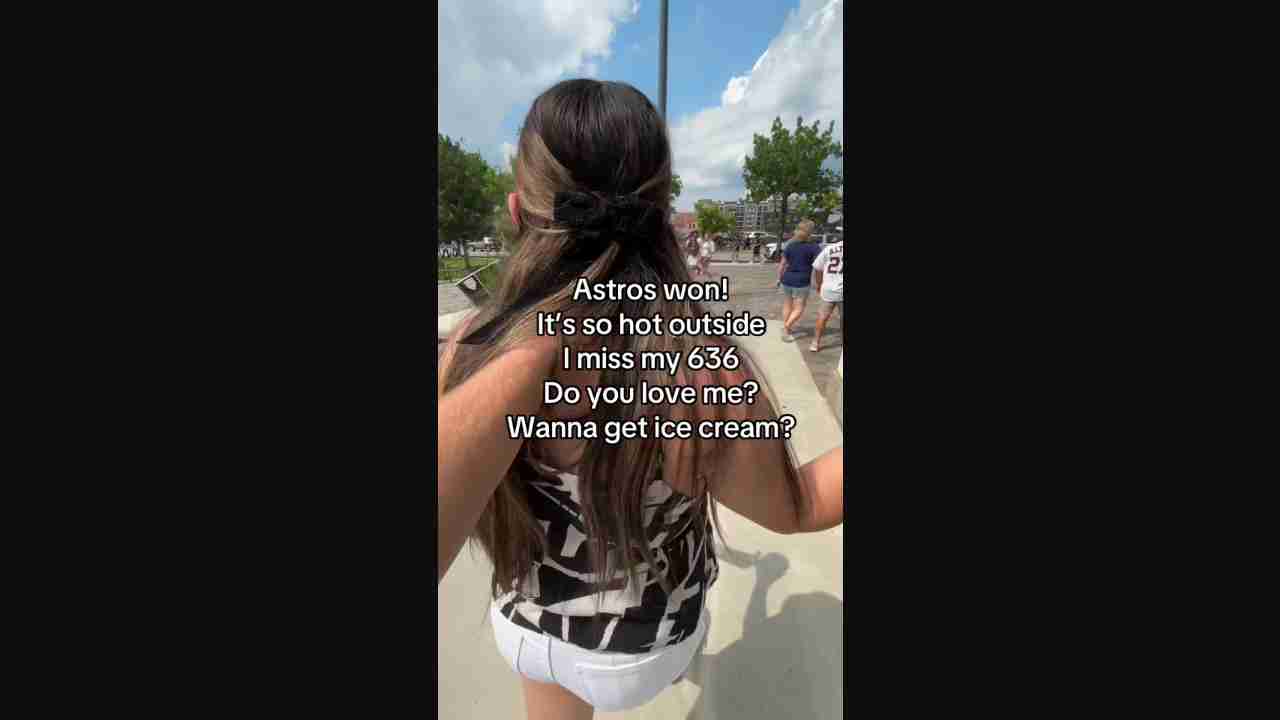 Astros won!
It's so hot outside
I miss my 636
Do you love me?
Wanna get ice cream?